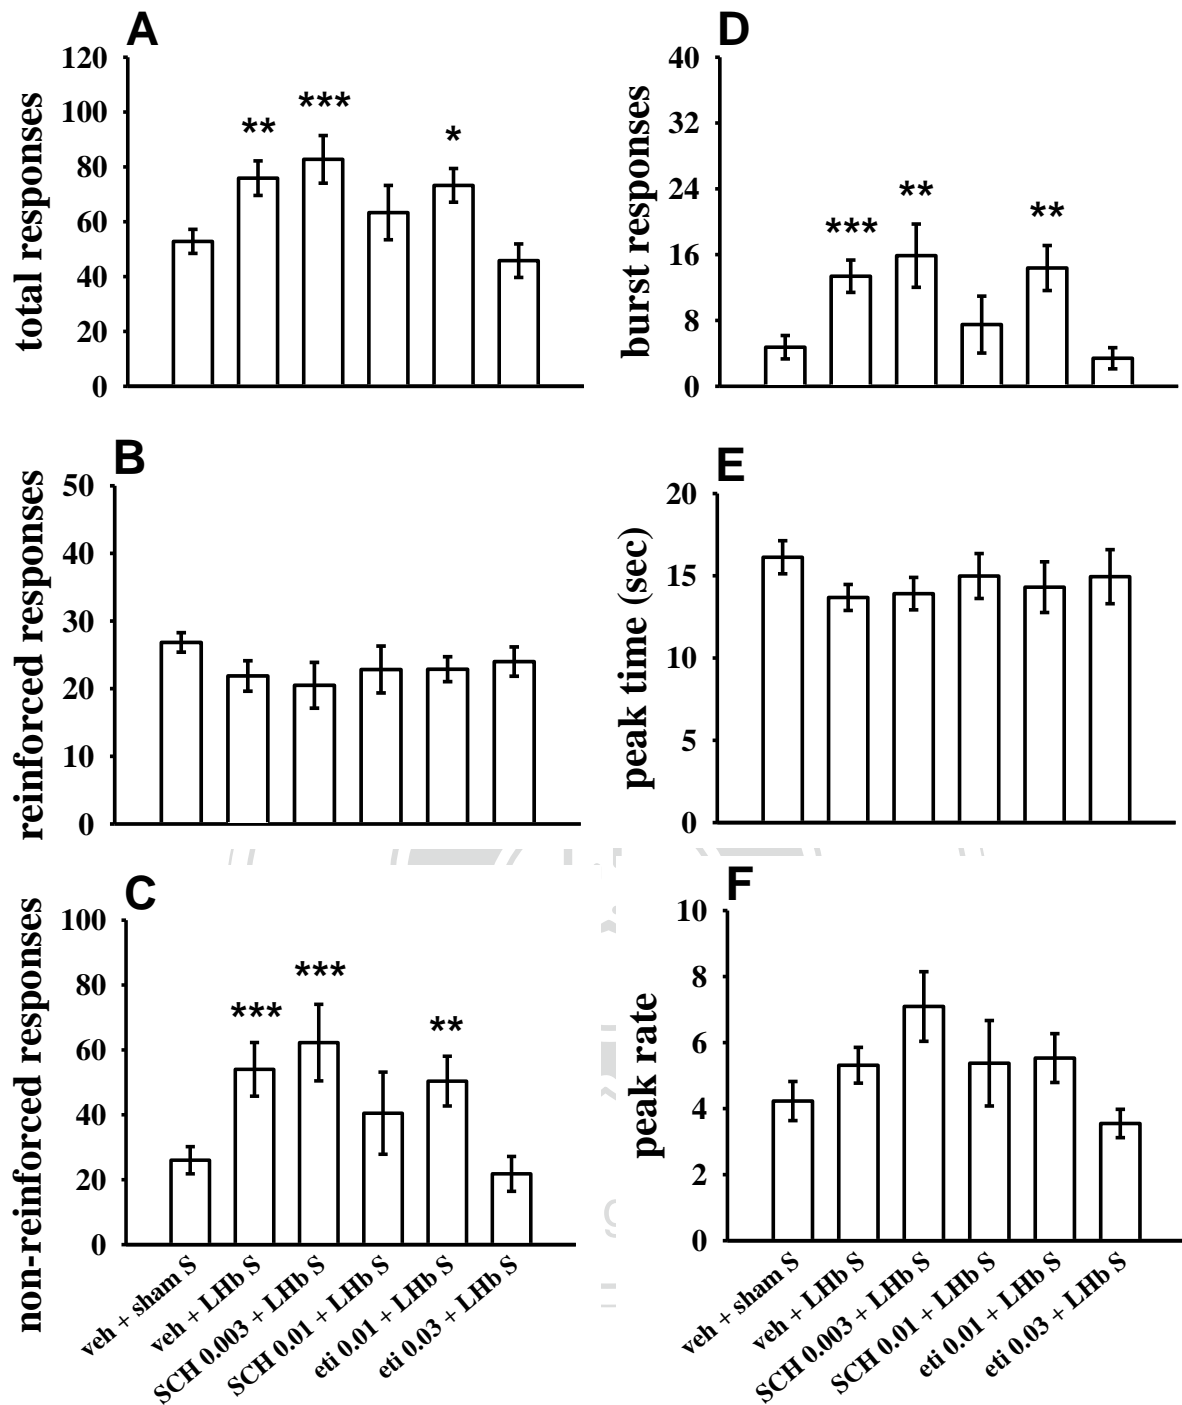 A
total responses
120
100
80
60
40
20
0
**
***
*
D
burst responses
40
32
24
16
8
0
***
**
**
B
reinforced responses
50
40
30
20
10
0
E
peak time (sec)
20
15
10
5
0
C
non-reinforced responses
100
80
60
40
20
0
***
***
**
veh + sham S
veh + LHb S
SCH 0.003 + LHb S
SCH 0.01 + LHb S
eti 0.01 + LHb S
eti 0.03 + LHb S
F
peak rate
10
8
6
4
2
0
veh + sham S
veh + LHb S
SCH 0.003 + LHb S
SCH 0.01 + LHb S
eti 0.01 + LHb S
eti 0.03 + LHb S